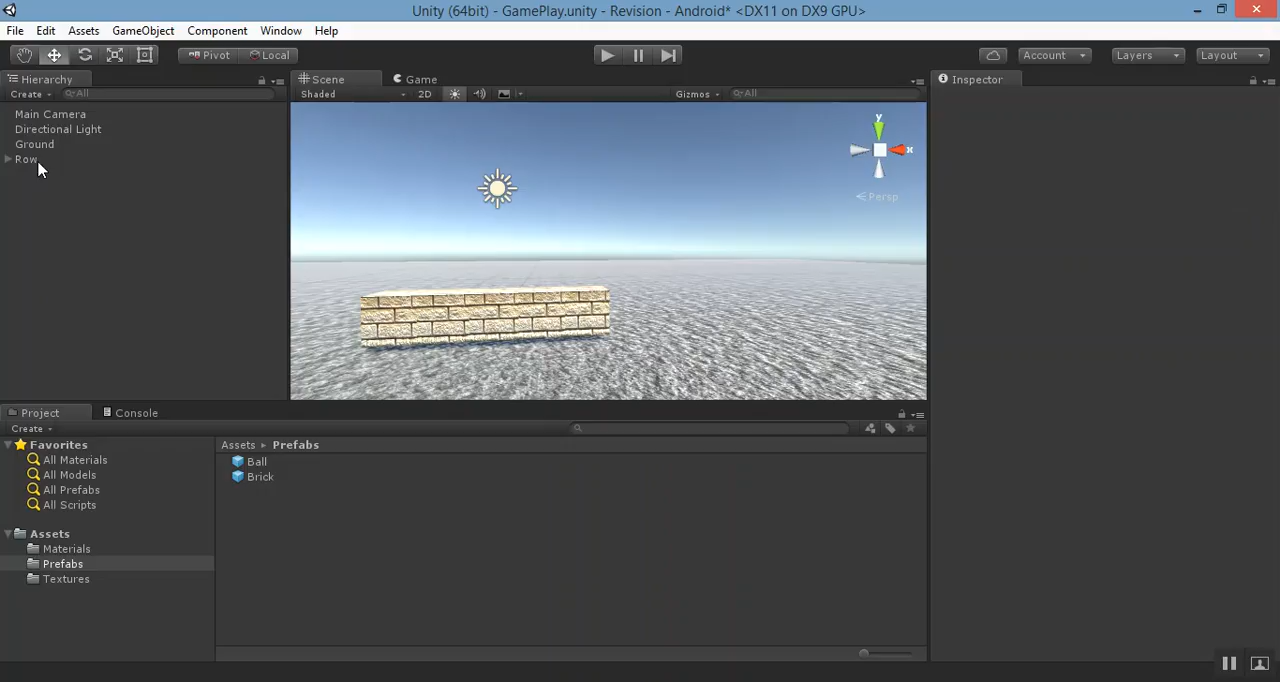 Unity (64bit) - GamePlay.unity - Revision - Android* <DX11 on DX9 GPU>
File Edit Assets GameObject Component Window Help
Pivot Local Account Layers Layout
Hierarchy Scene Game Inspector
Create All Shaded 2D Gizmos All
Main Camera
Directional Light
Ground
Row
y
x
Persp
Project Console
Create
Favorites
All Materials
All Models
All Prefabs
All Scripts
Assets
Materials
Prefabs
Textures
Assets Prefabs
Ball
Brick